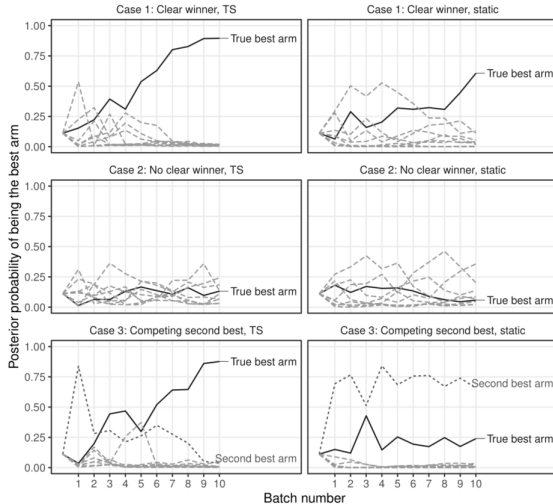 Case 1: Clear winner, TS
Case 1: Clear winner, static
1.00
0.75
0.50
0.25
0.00
True best arm
True best arm
Case 2: No clear winner, TS
Case 2: No clear winner, static
1.00
0.75
0.50
0.25
0.00
True best arm
True best arm
Case 3: Competing second best, TS
Case 3: Competing second best, static
1.00
0.75
0.50
0.25
0.00
True best arm
Second best arm
Second best arm
True best arm
1 2 3 4 5 6 7 8 9 10
1 2 3 4 5 6 7 8 9 10
Batch number
Posterior probability of being the best arm